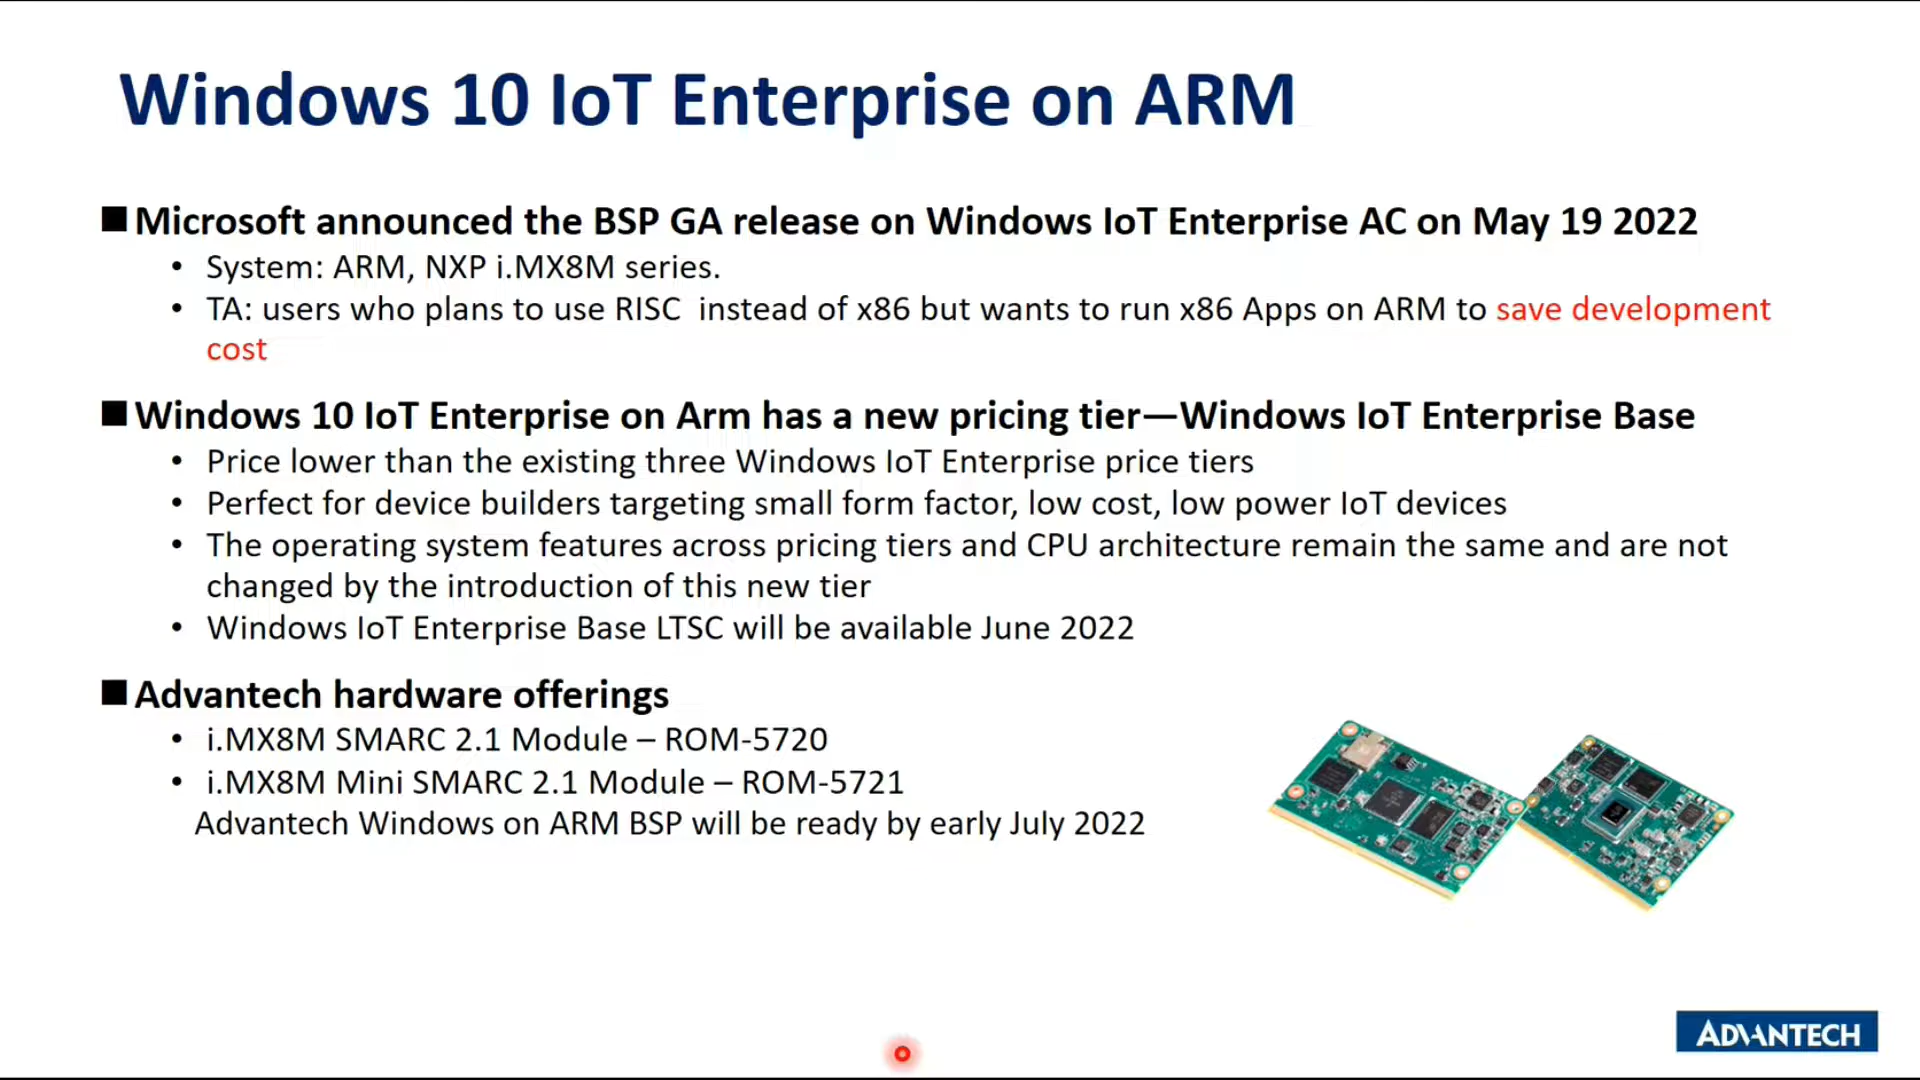 Windows 10 IoT Enterprise on ARM
Microsoft announced the BSP GA release on Windows IoT Enterprise AC on May 19 2022
• System: ARM, NXP i.MX8M series.
• TA: users who plans to use RISC  instead of x86 but wants to run x86 Apps on ARM to save development
cost
Windows 10 IoT Enterprise on Arm has a new pricing tier—Windows IoT Enterprise Base
• Price lower than the existing three Windows IoT Enterprise price tiers
• Perfect for device builders targeting small form factor, low cost, low power IoT devices
• The operating system features across pricing tiers and CPU architecture remain the same and are not
changed by the introduction of this new tier
• Windows IoT Enterprise Base LTSC will be available June 2022
Advantech hardware offerings
• i.MX8M SMARC 2.1 Module – ROM-5720
• i.MX8M Mini SMARC 2.1 Module – ROM-5721
Advantech Windows on ARM BSP will be ready by early July 2022
ADVANTECH